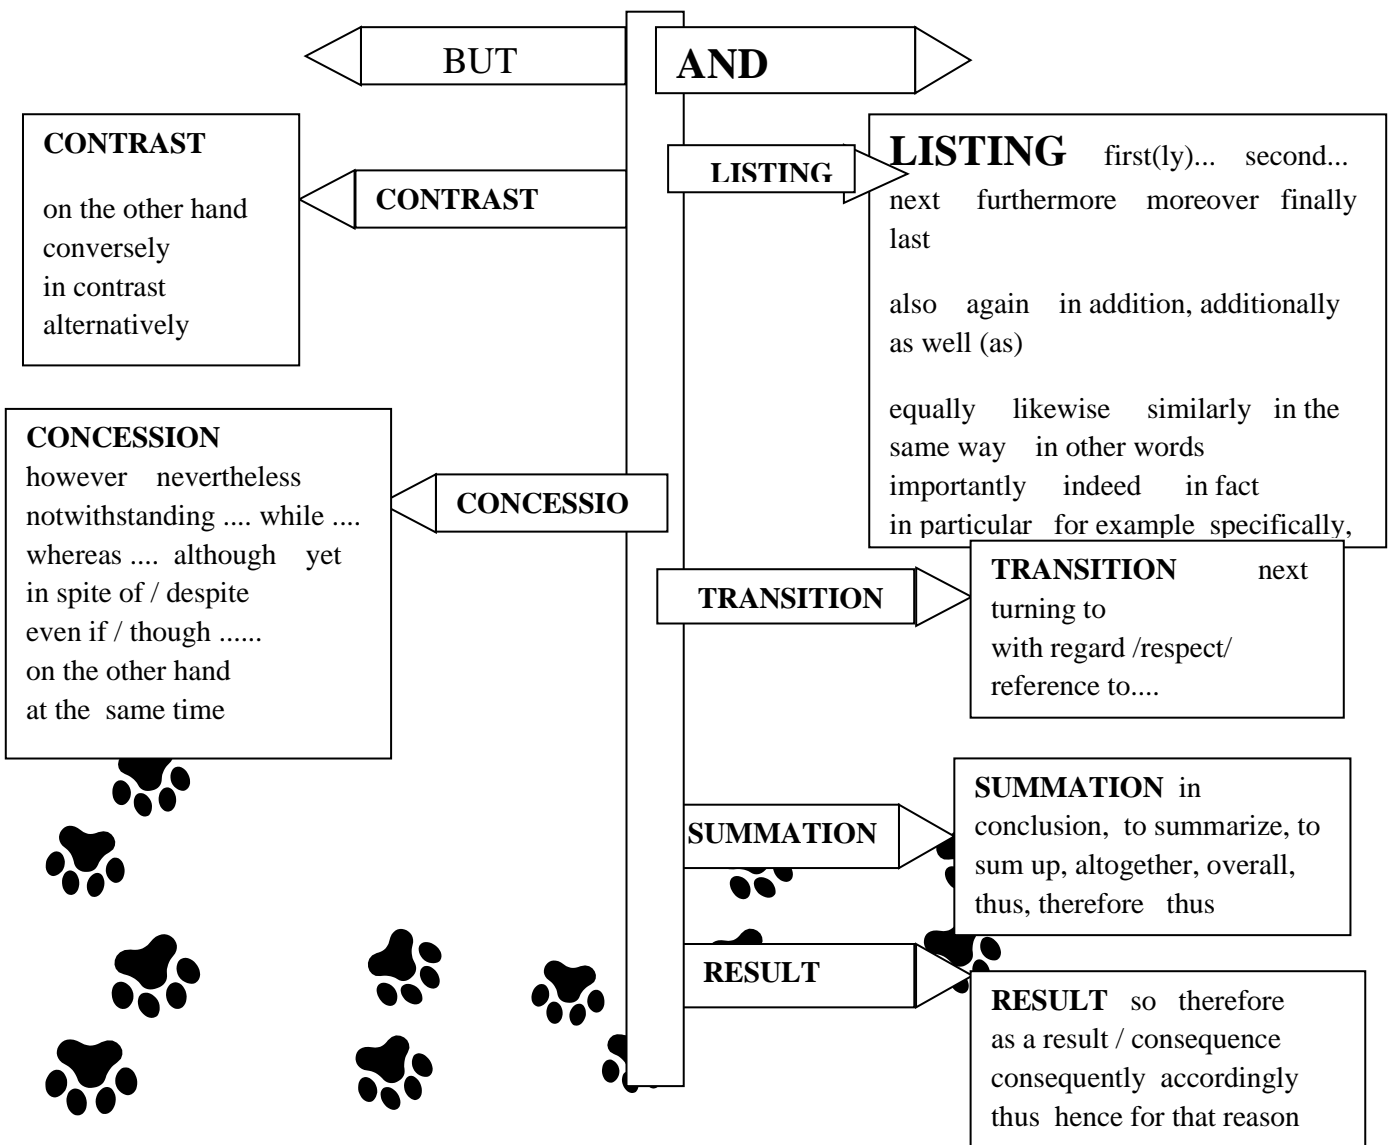 BUT
AND
CONTRAST
on the other hand
conversely
in contrast
alternatively
CONTRAST
LISTING
LISTING first(ly)... second...
next furthermore moreover finally
last
also again in addition, additionally
as well (as)
equally likewise similarly in the
same way in other words
importantly indeed in fact
in particular for example specifically,
CONCESSION
however nevertheless
notwithstanding .... while ....
whereas .... although yet
in spite of / despite
even if / though ......
on the other hand
at the same time
CONCESSIO
TRANSITION
TRANSITION next
turning to
with regard /respect/
reference to....
SUMMATION
SUMMATION in
conclusion, to summarize, to
sum up, altogether, overall,
thus, therefore thus
RESULT
RESULT so therefore
as a result / consequence
consequently accordingly
thus hence for that reason